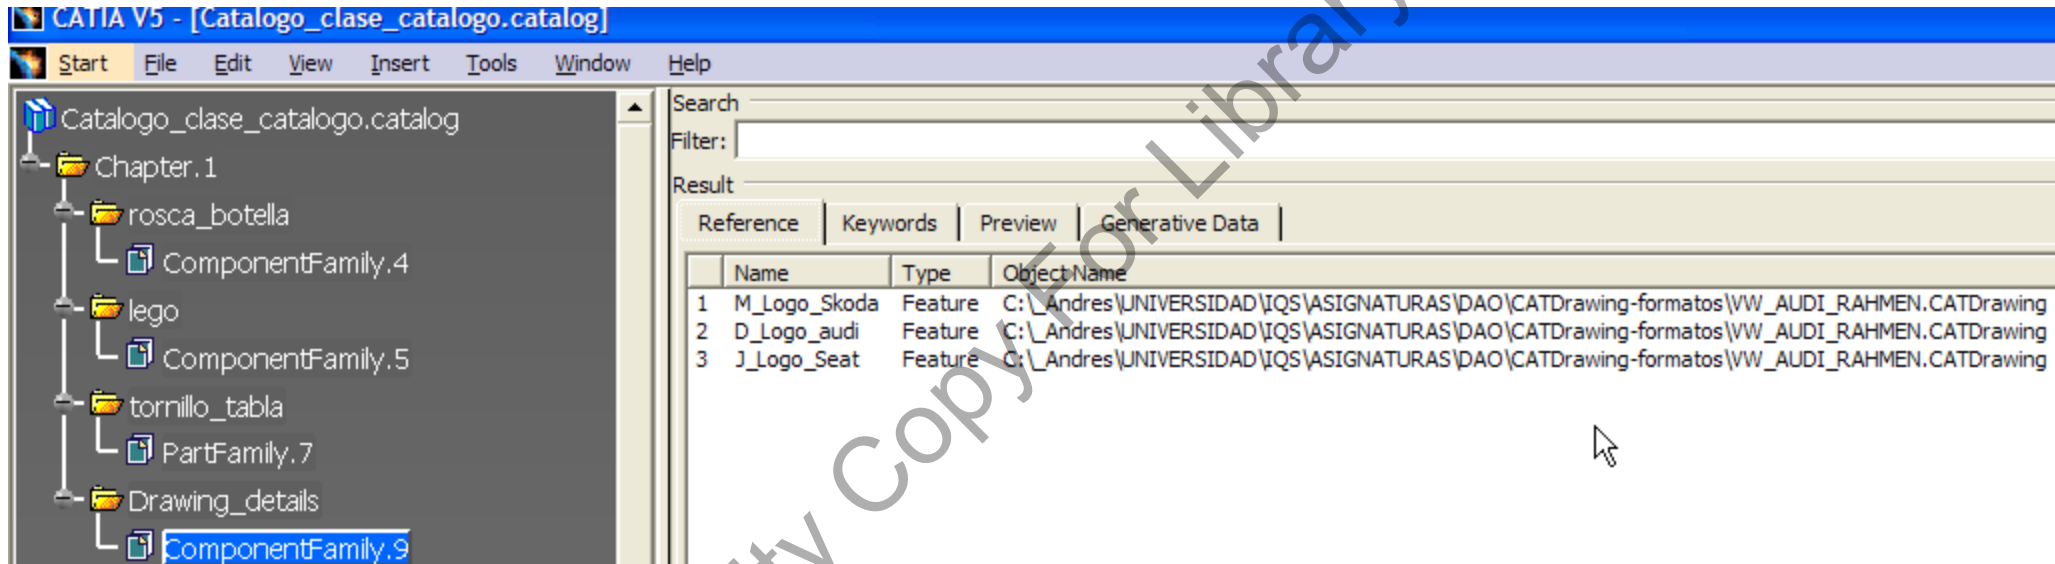 CATIA V5 - [Catalogo_clase_catalogo.catalog]
Start File Edit View Insert Tools Window Help
Catalogo_clase_catalogo.catalog
Chapter.1
rosca_botella
ComponentFamily.4
lego
ComponentFamily.5
tornillo_tabla
PartFamily.7
Drawing_details
ComponentFamily.9
Search
Filter:
Result
Reference Keywords Preview Generative Data
Name Type Object Name
1 M_Logo_Skoda Feature C:\_Andres\UNIVERSIDAD\IQS\ASIGNATURAS\DAO\CATDrawing-formatos\VW_AUDI_RAHMEN.CATDrawing
2 D_Logo_audi Feature C:\_Andres\UNIVERSIDAD\IQS\ASIGNATURAS\DAO\CATDrawing-formatos\VW_AUDI_RAHMEN.CATDrawing
3 J_Logo_Seat Feature C:\_Andres\UNIVERSIDAD\IQS\ASIGNATURAS\DAO\CATDrawing-formatos\VW_AUDI_RAHMEN.CATDrawing
Copy For